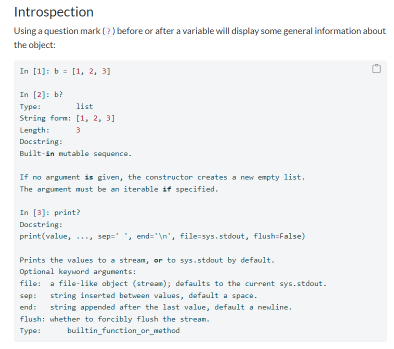 Introspection
Using a question mark (?) before or after a variable will display some general information about
the object:
In [1]: b = [1, 2, 3]
In [2]: b?
Type:       list
String form: [1, 2, 3]
Length:     3
Docstring:
Built-in mutable sequence.
If no argument is given, the constructor creates a new empty list.
The argument must be an iterable if specified.
In [3]: print?
Docstring:
print(value, ..., sep=' ', end='\n', file=sys.stdout, flush=False)
Prints the values to a stream, or to sys.stdout by default.
Optional keyword arguments:
file:  a file-like object (stream); defaults to the current sys.stdout.
sep:   string inserted between values, default a space.
end:   string appended after the last value, default a newline.
flush: whether to forcibly flush the stream.
Type:      builtin_function_or_method